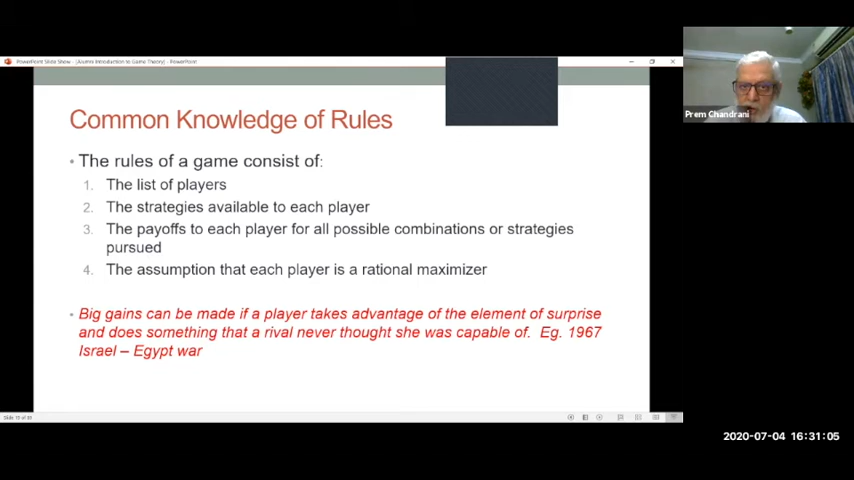 PowerPoint Slide Show - [Alumni Introduction to Game Theory] - PowerPoint
Common Knowledge of Rules
• The rules of a game consist of:
1. The list of players
2. The strategies available to each player
3. The payoffs to each player for all possible combinations or strategies
pursued
4. The assumption that each player is a rational maximizer
• Big gains can be made if a player takes advantage of the element of surprise
and does something that a rival never thought she was capable of. Eg. 1967
Israel – Egypt war
Prem Chandrani
2020-07-04 16:31:05